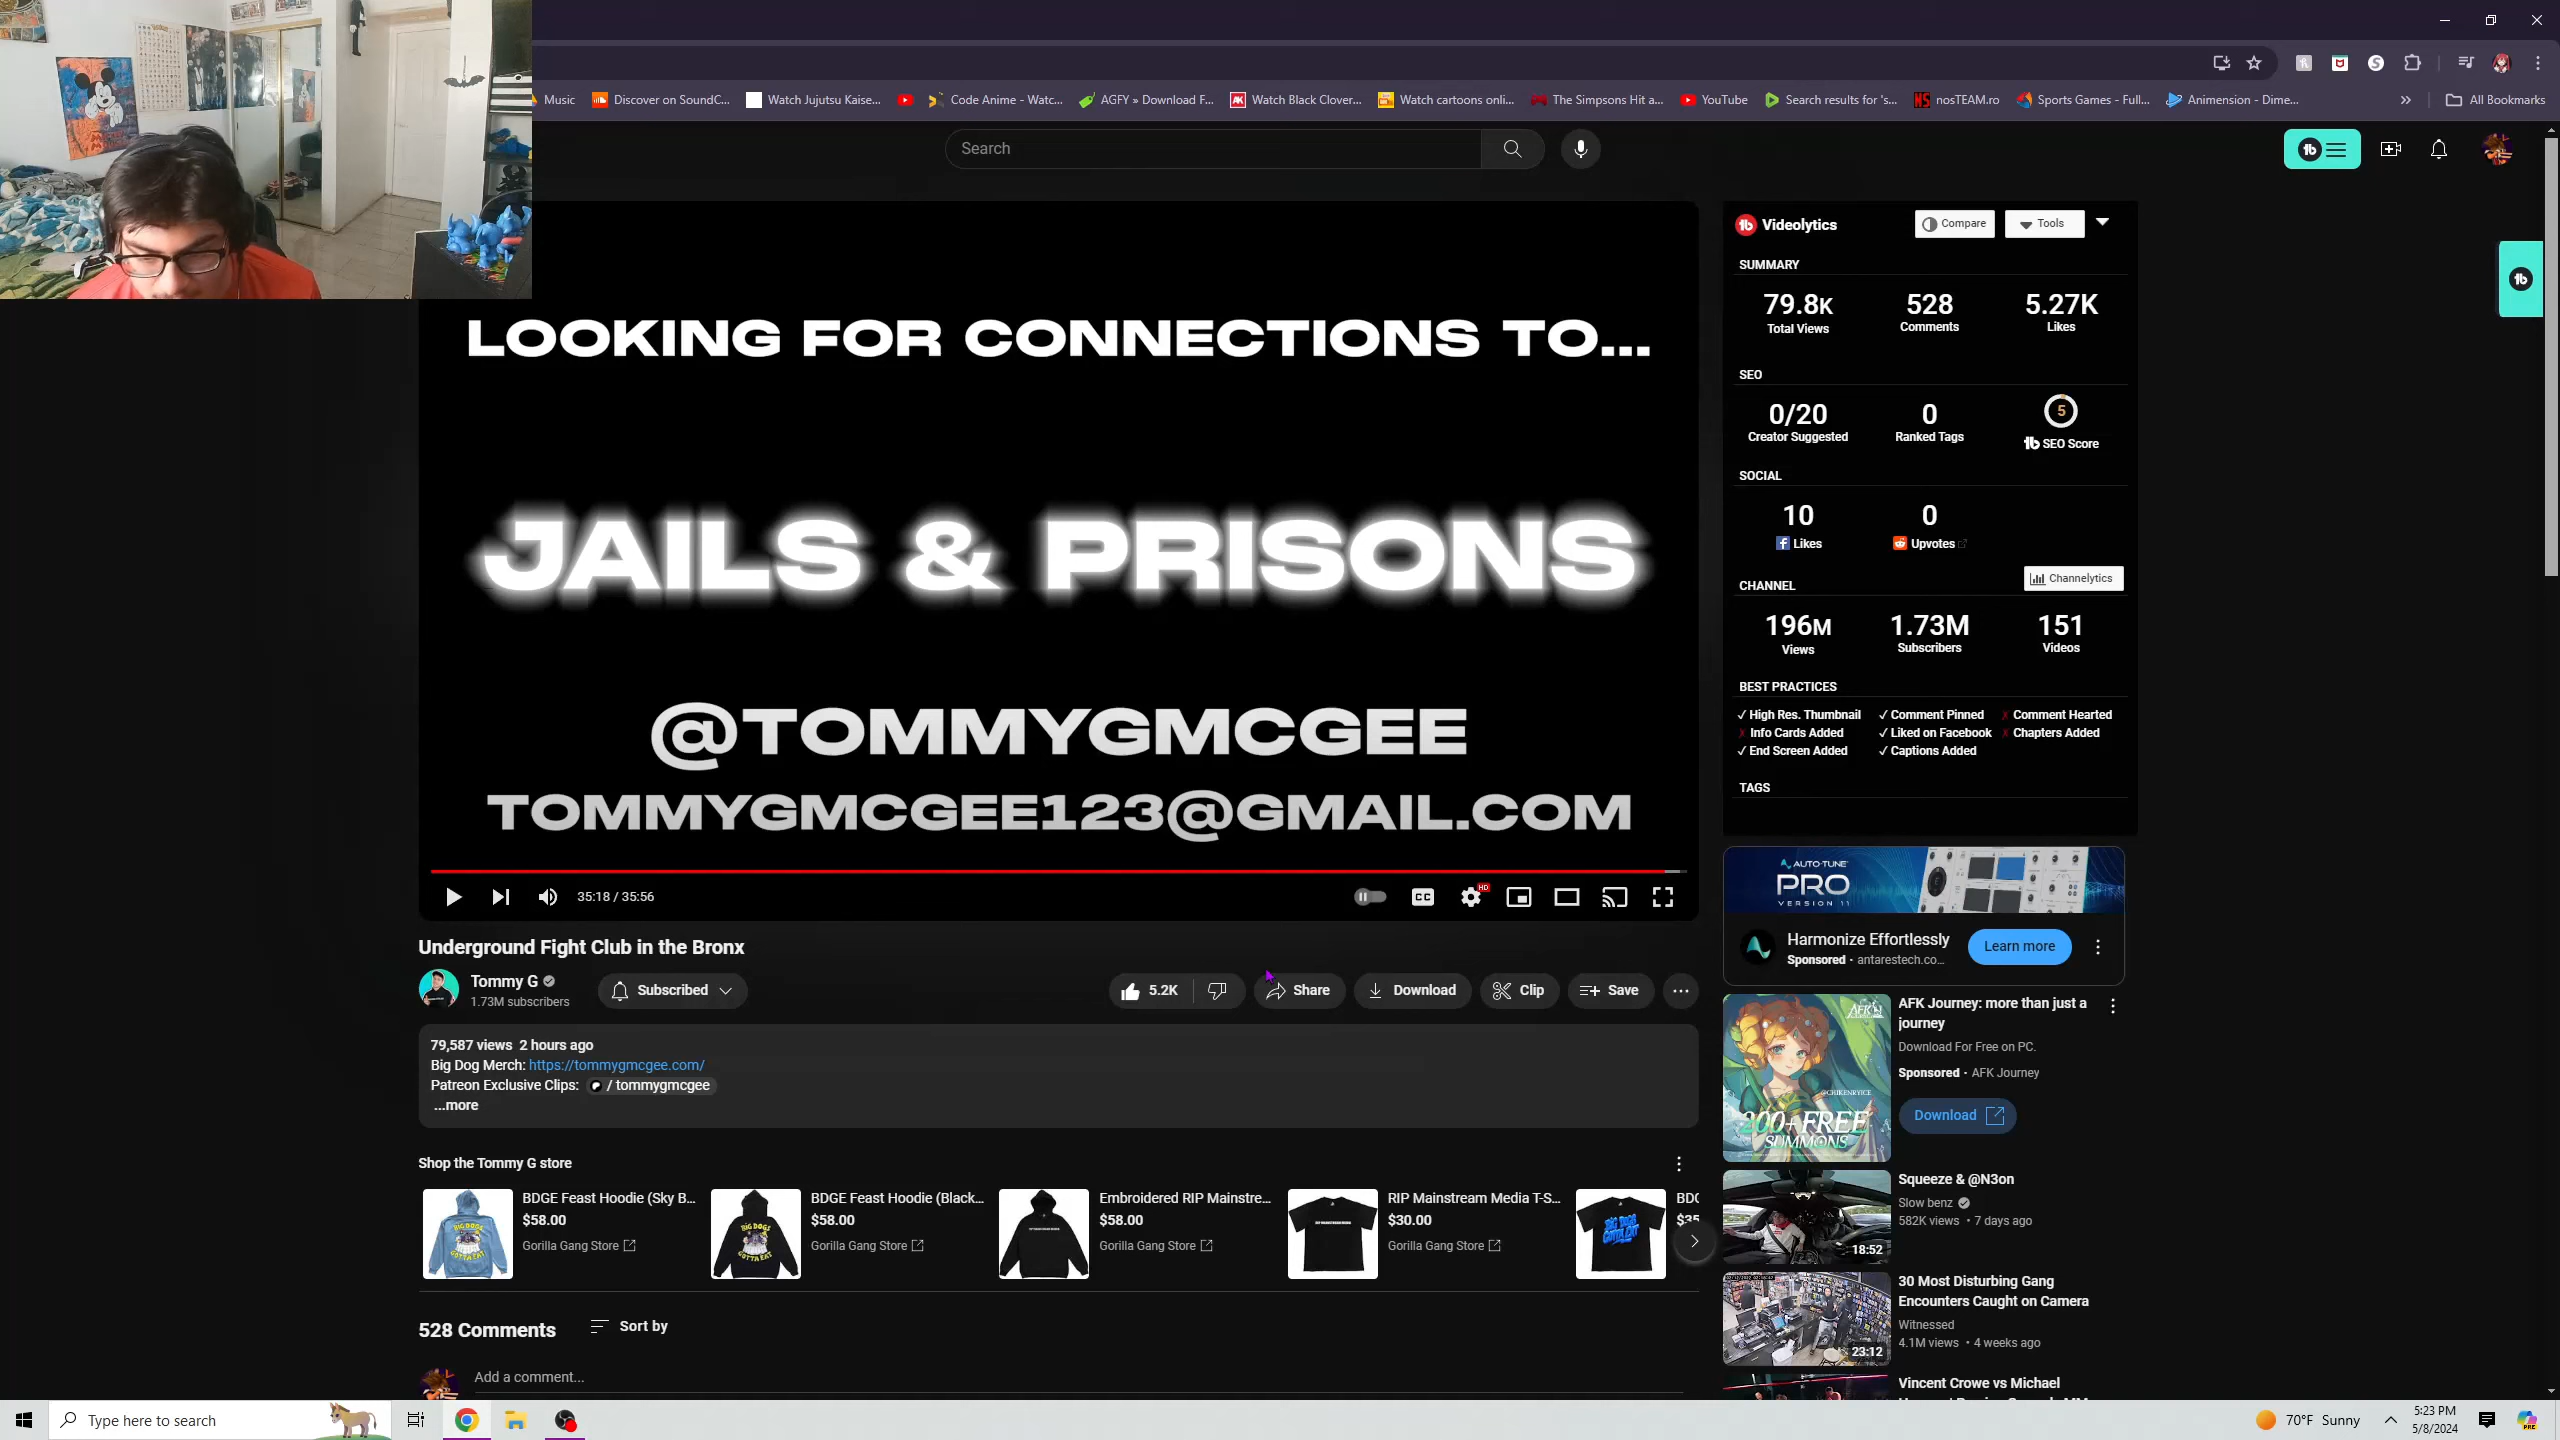 Music
Discover on SoundC...
Watch Jujutsu Kaise...
Code Anime - Watc...
AGFY » Download F...
Watch Black Clover...
Watch cartoons onli...
The Simpsons Hit a...
YouTube
Search results for 's...
nosTEAM.ro
Sports Games - Full...
Animension - Dime...
All Bookmarks
Search
LOOKING FOR CONNECTIONS TO...
JAILS & PRISONS
@TOMMYGMCGEE
TOMMYGMCGEE123@GMAIL.COM
35:18 / 35:56
CC
HD
Underground Fight Club in the Bronx
Tommy G
1.73M subscribers
Subscribed
5.2K
Share
Download
Clip
Save
79,587 views 2 hours ago
Big Dog Merch: https://tommygmcgee.com/
Patreon Exclusive Clips: / tommygmcgee
...more
Shop the Tommy G store
BDGE Feast Hoodie (Sky B...
$58.00
Gorilla Gang Store
BDGE Feast Hoodie (Black...
$58.00
Gorilla Gang Store
Embroidered RIP Mainstre...
$58.00
Gorilla Gang Store
RIP Mainstream Media T-S...
$30.00
Gorilla Gang Store
BDG
$35
528 Comments
Sort by
Add a comment...
Videolytics
Compare
Tools
SUMMARY
79.8K 528 5.27K
Total Views Comments Likes
SEO
0/20 0 5
Creator Suggested Ranked Tags SEO Score
SOCIAL
10 0
Likes Upvotes
CHANNEL
Channelytics
196M 1.73M 151
Views Subscribers Videos
BEST PRACTICES
✓ High Res. Thumbnail ✓ Comment Pinned ✗ Comment Hearted
✗ Info Cards Added ✓ Liked on Facebook ✗ Chapters Added
✓ End Screen Added ✓ Captions Added
TAGS
AUTO-TUNE
PRO
VERSION 11
Harmonize Effortlessly
Sponsored · antarestech.co...
Learn more
AFK Journey: more than just a
journey
Download For Free on PC.
Sponsored · AFK Journey
Download
@CHIKENRYICE
200+ FREE
SUMMONS
Squeeze & @N3on
Slow benz
582K views • 7 days ago
18:52
30 Most Disturbing Gang
Encounters Caught on Camera
Witnessed
4.1M views • 4 weeks ago
23:12
Vincent Crowe vs Michael
Type here to search
70°F Sunny
5:23 PM
5/8/2024